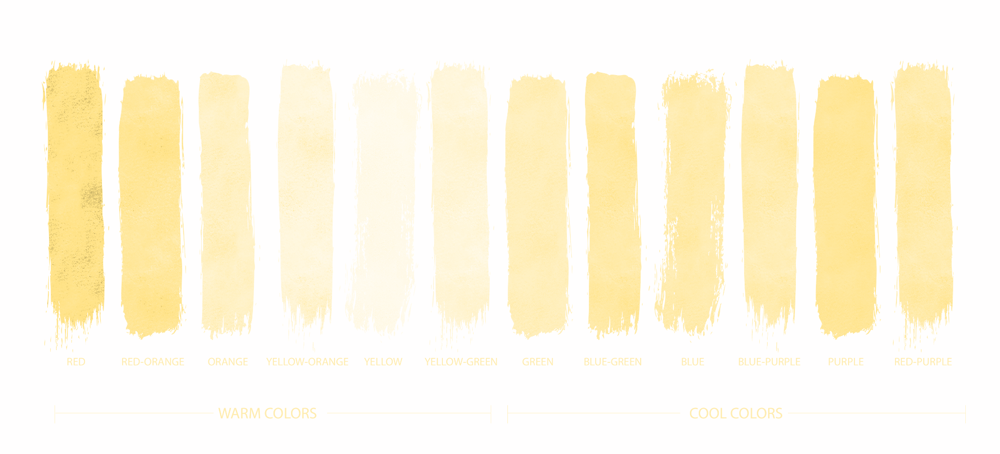 RED
RED-ORANGE
ORANGE
YELLOW-ORANGE
YELLOW
YELLOW-GREEN
GREEN
BLUE-GREEN
BLUE
BLUE-PURPLE
PURPLE
RED-PURPLE
WARM COLORS
COOL COLORS